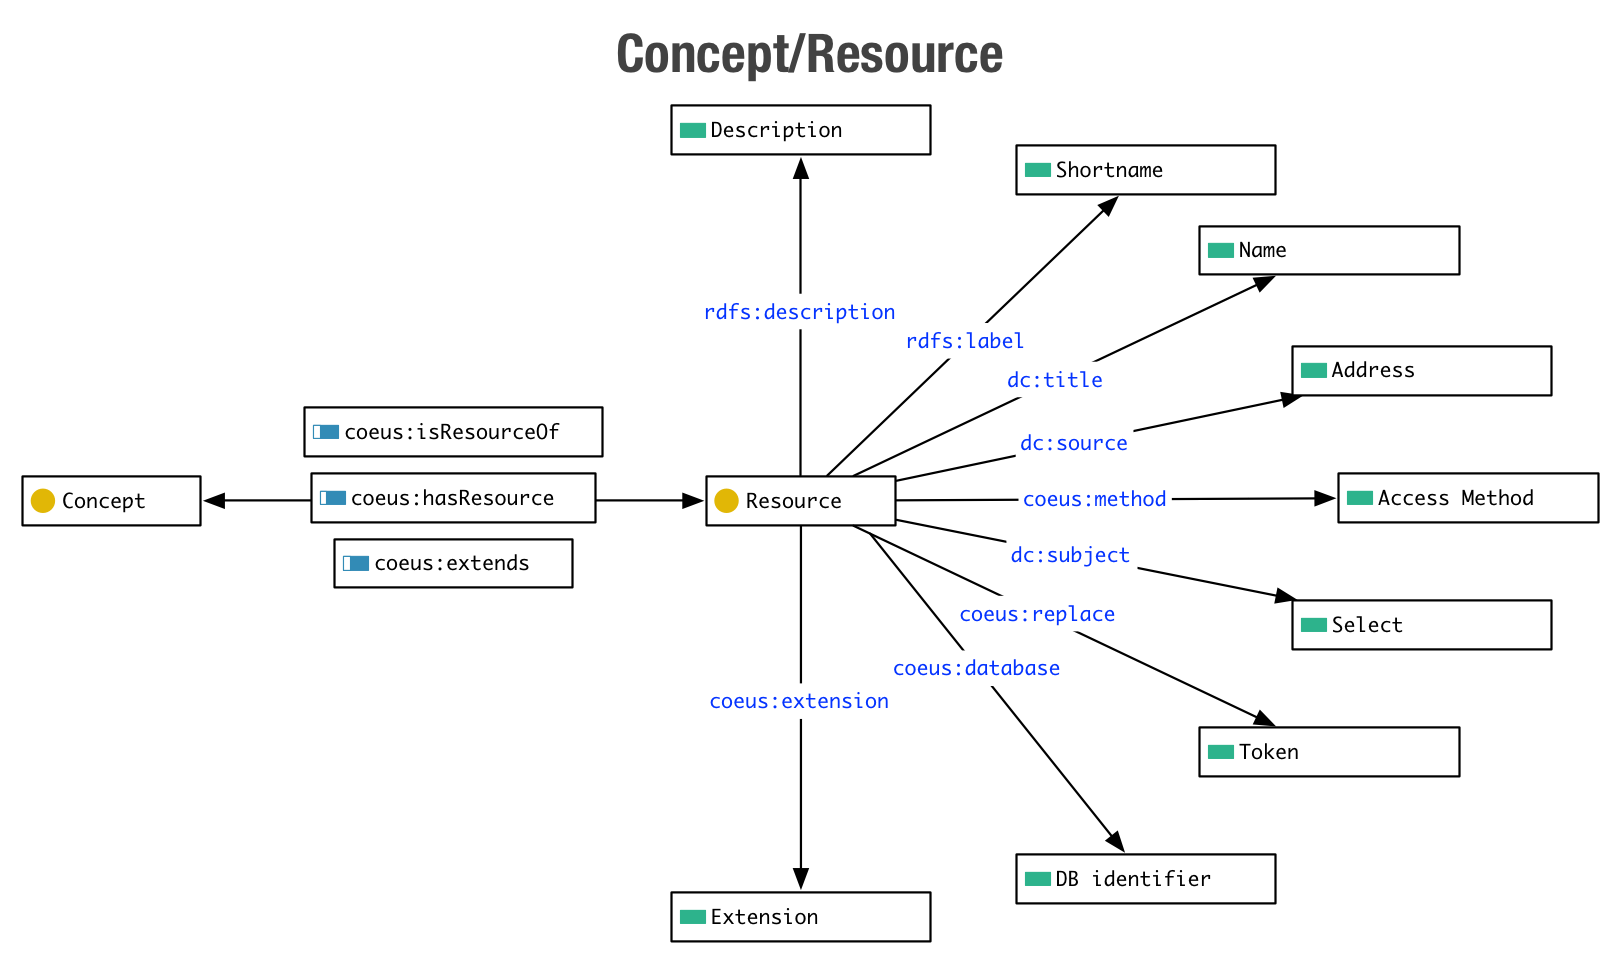 Concept/Resource
Description
Shortname
Name
rdfs:description
rdfs:label
dc:title
Address
coeus:isResourceOf
dc:source
Concept
coeus:hasResource
Resource
coeus:method
Access Method
coeus:extends
dc:subject
coeus:replace
Select
coeus:database
coeus:extension
Token
DB identifier
Extension